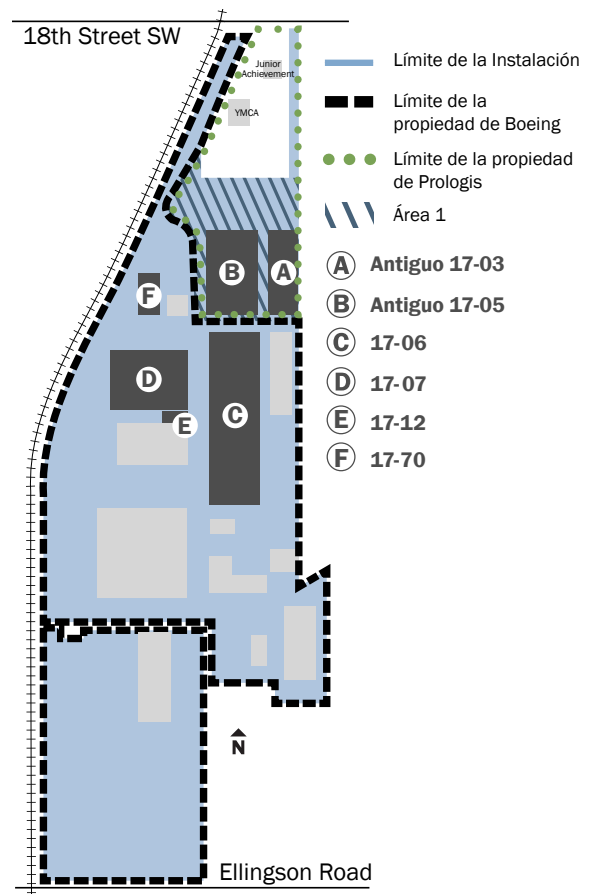 18th Street SW
Junior
Achievement
YMCA
Límite de la Instalación
Límite de la
propiedad de Boeing
Límite de la propiedad
de Prologis
Área 1
A Antiguo 17-03
B Antiguo 17-05
C 17-06
D 17-07
E 17-12
F 17-70
B
A
F
D
E
C
N
Ellingson Road